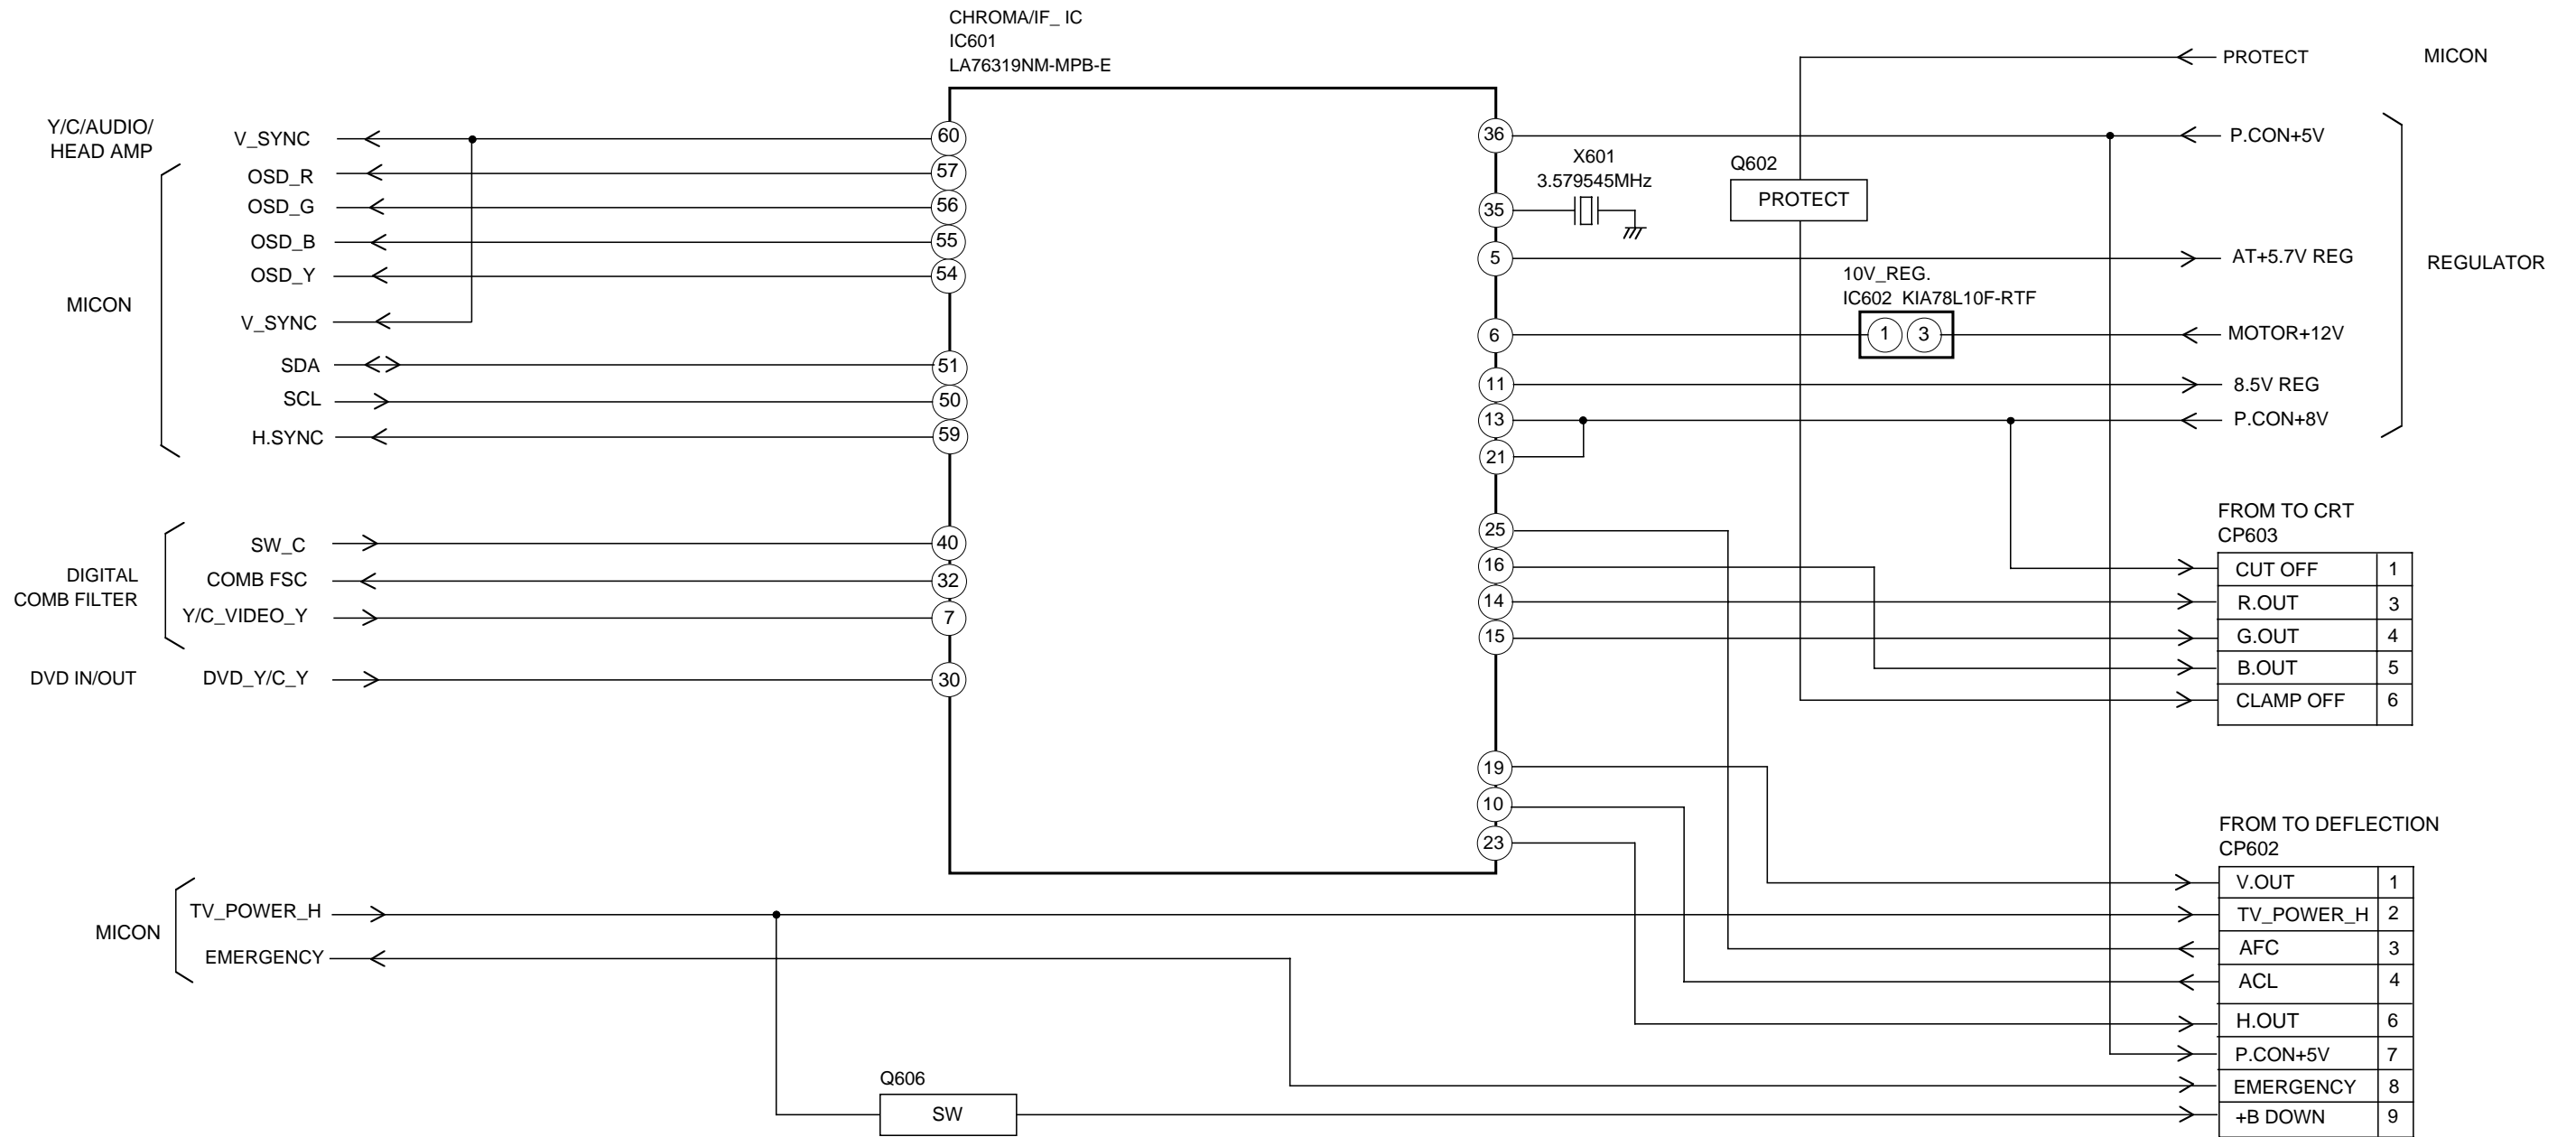 CHROMA/IF_ IC
IC601
LA76319NM-MPB-E
Y/C/AUDIO/
HEAD AMP
V_SYNC
OSD_R
OSD_G
OSD_B
OSD_Y
V_SYNC
SDA
SCL
H.SYNC
MICON
60
57
56
55
54
51
50
59
DIGITAL
COMB FILTER
SW_C
COMB FSC
Y/C_VIDEO_Y
40
32
7
DVD IN/OUT
DVD_Y/C_Y
30
MICON
TV_POWER_H
EMERGENCY
Q606
SW
36
35
5
6
11
13
21
25
16
14
15
19
10
23
X601
3.579545MHz
Q602
PROTECT
10V_REG.
IC602 KIA78L10F-RTF
1 3
PROTECT
MICON
P.CON+5V
AT+5.7V REG
MOTOR+12V
8.5V REG
P.CON+8V
REGULATOR
FROM TO CRT
CP603
CUT OFF 1
R.OUT 3
G.OUT 4
B.OUT 5
CLAMP OFF 6
FROM TO DEFLECTION
CP602
V.OUT 1
TV_POWER_H 2
AFC 3
ACL 4
H.OUT 6
P.CON+5V 7
EMERGENCY 8
+B DOWN 9